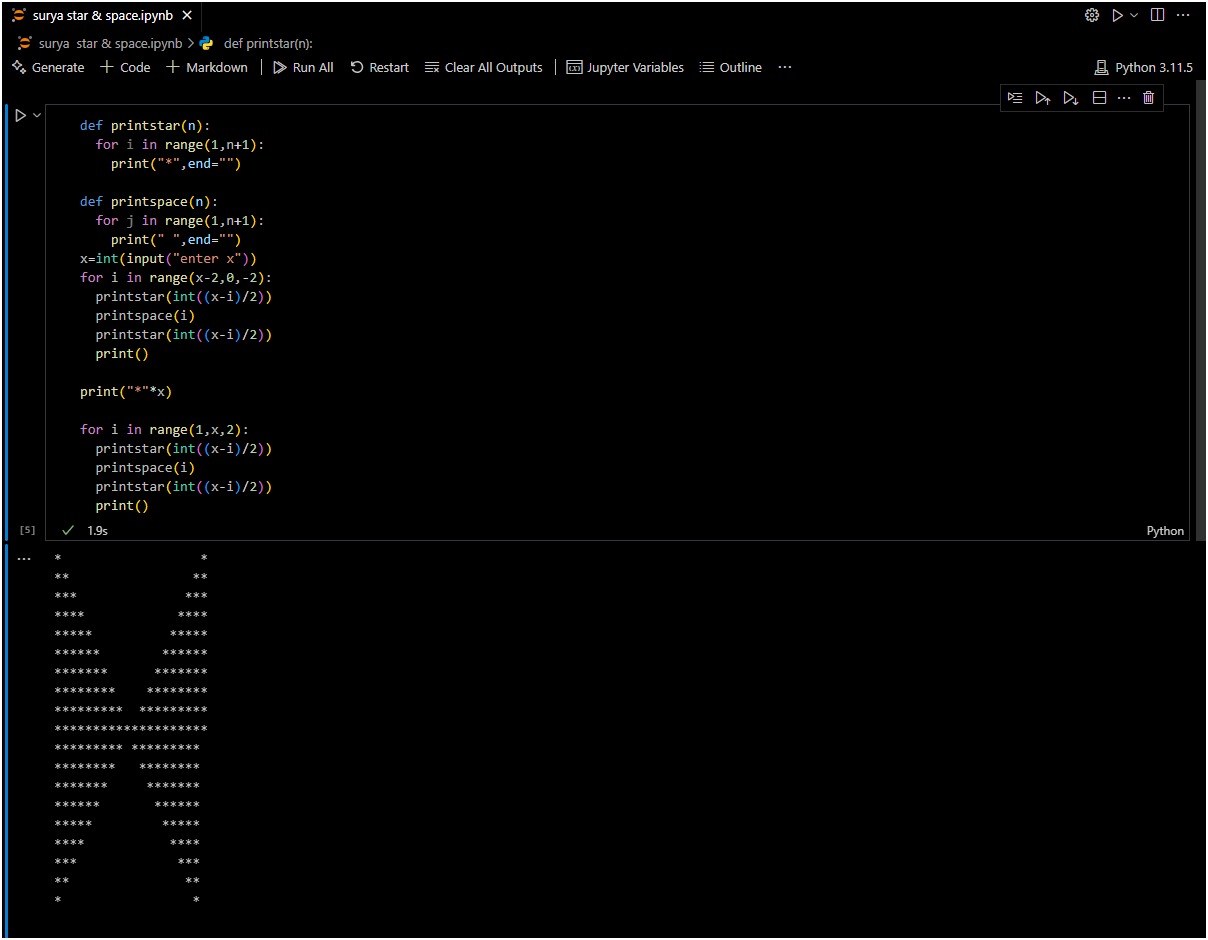 surya star & space.ipynb ×
surya star & space.ipynb > def printstar(n):
Generate + Code + Markdown | Run All Restart Clear All Outputs | Jupyter Variables Outline ... Python 3.11.5
def printstar(n):
  for i in range(1,n+1):
    print("*",end="")

def printspace(n):
  for j in range(1,n+1):
    print(" ",end="")
x=int(input("enter x"))
for i in range(x-2,0,-2):
  printstar(int((x-i)/2))
  printspace(i)
  printstar(int((x-i)/2))
  print()

print("*"*x)

for i in range(1,x,2):
  printstar(int((x-i)/2))
  printspace(i)
  printstar(int((x-i)/2))
  print()
[5] ✓ 1.9s Python
*                  *
**                **
***              ***
****            ****
*****          *****
******        ******
*******      *******
********    ********
*********  *********
********************
********* *********
********   ********
*******     *******
******       ******
*****         *****
****           ****
***             ***
**               **
*                 *